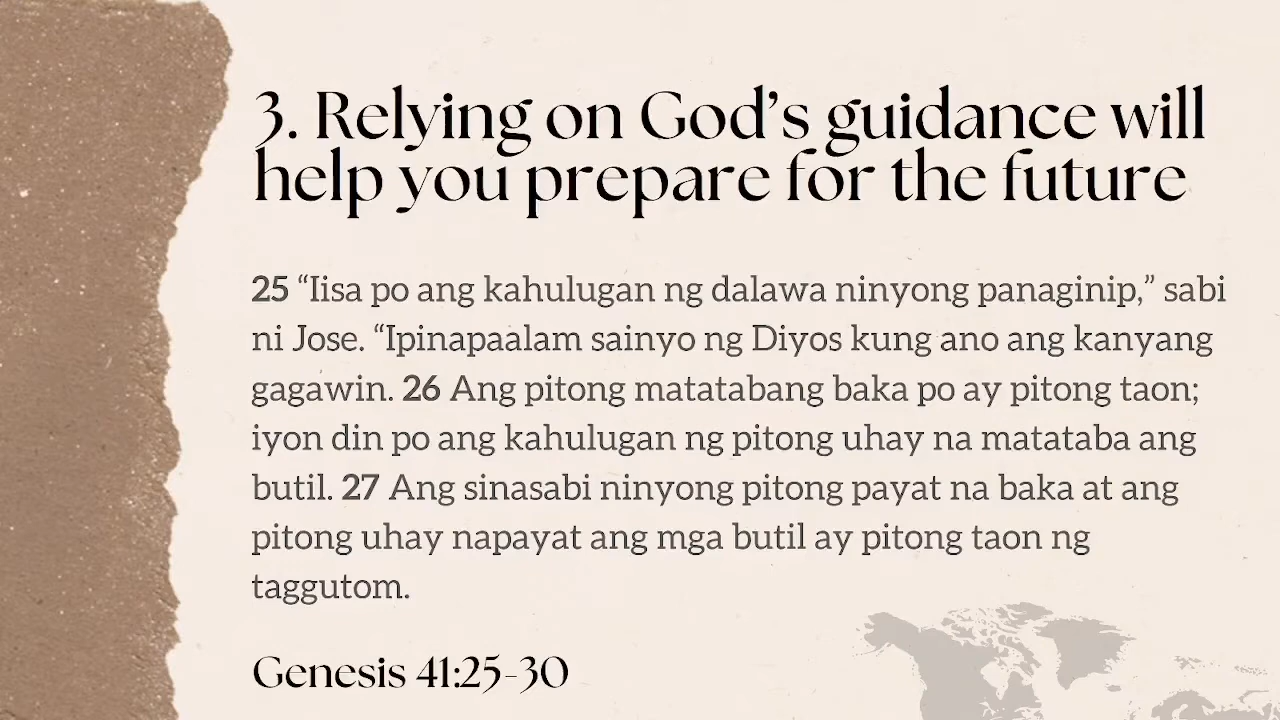 3. Relying on God’s guidance will
help you prepare for the future
25 “Iisa po ang kahulugan ng dalawa ninyong panaginip,” sabi
ni Jose. “Ipinapaalam sainyo ng Diyos kung ano ang kanyang
gagawin. 26 Ang pitong matatabang baka po ay pitong taon;
iyon din po ang kahulugan ng pitong uhay na matataba ang
butil. 27 Ang sinasabi ninyong pitong payat na baka at ang
pitong uhay napayat ang mga butil ay pitong taon ng
taggutom.
Genesis 41:25-30